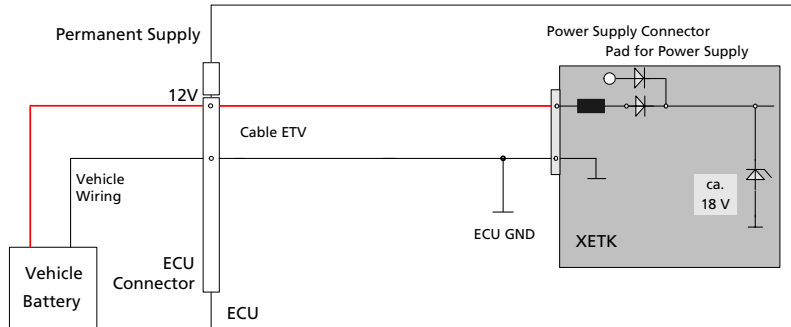 Permanent Supply
Power Supply Connector
Pad for Power Supply
12V
Cable ETV
Vehicle
Wiring
ca.
18 V
ECU GND
XETK
ECU
Connector
Vehicle
Battery
ECU